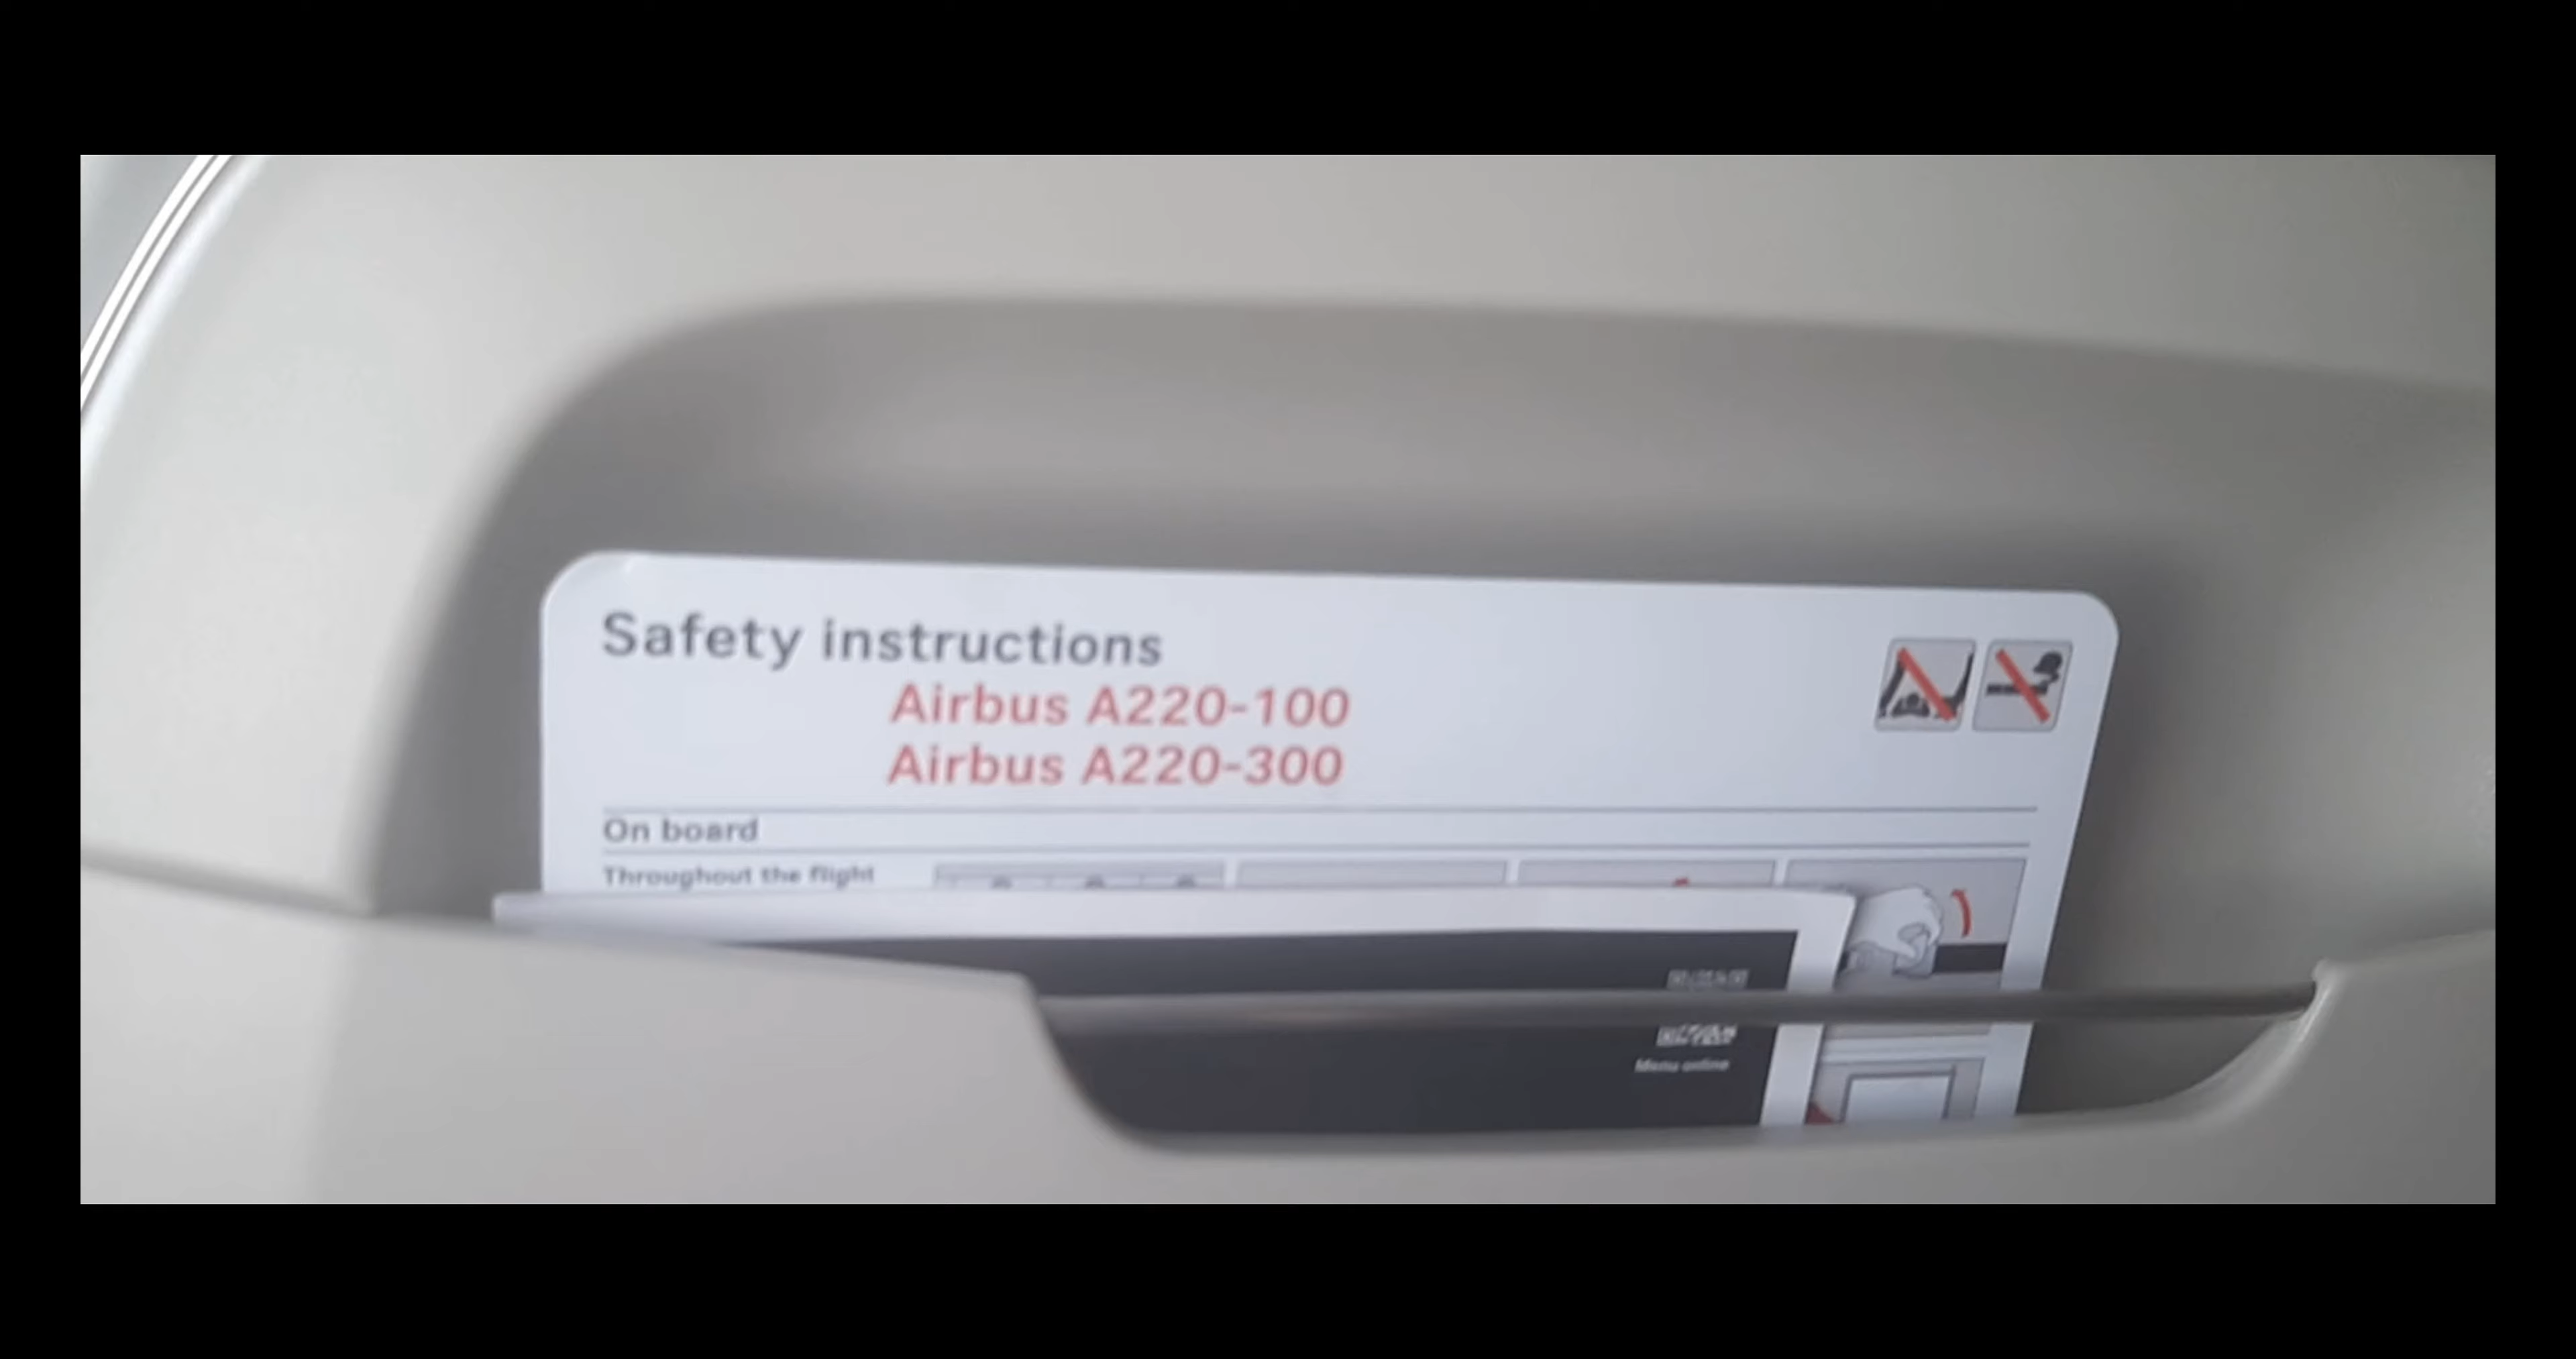 Safety instructions
Airbus A220-100
Airbus A220-300
On board
Throughout the flight
Menu online